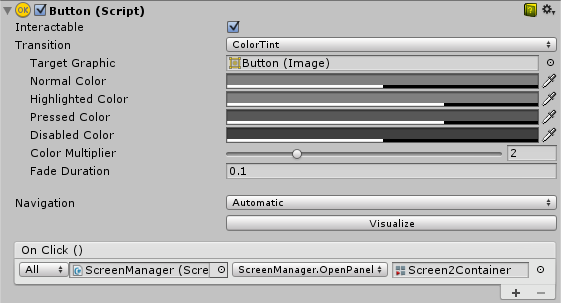 OK Button (Script)
Interactable
Transition ColorTint
Target Graphic Button (Image)
Normal Color
Highlighted Color
Pressed Color
Disabled Color
Color Multiplier 2
Fade Duration 0.1
Navigation Automatic
Visualize
On Click ()
All ScreenManager (Scre ScreenManager.OpenPanel Screen2Container
+ -